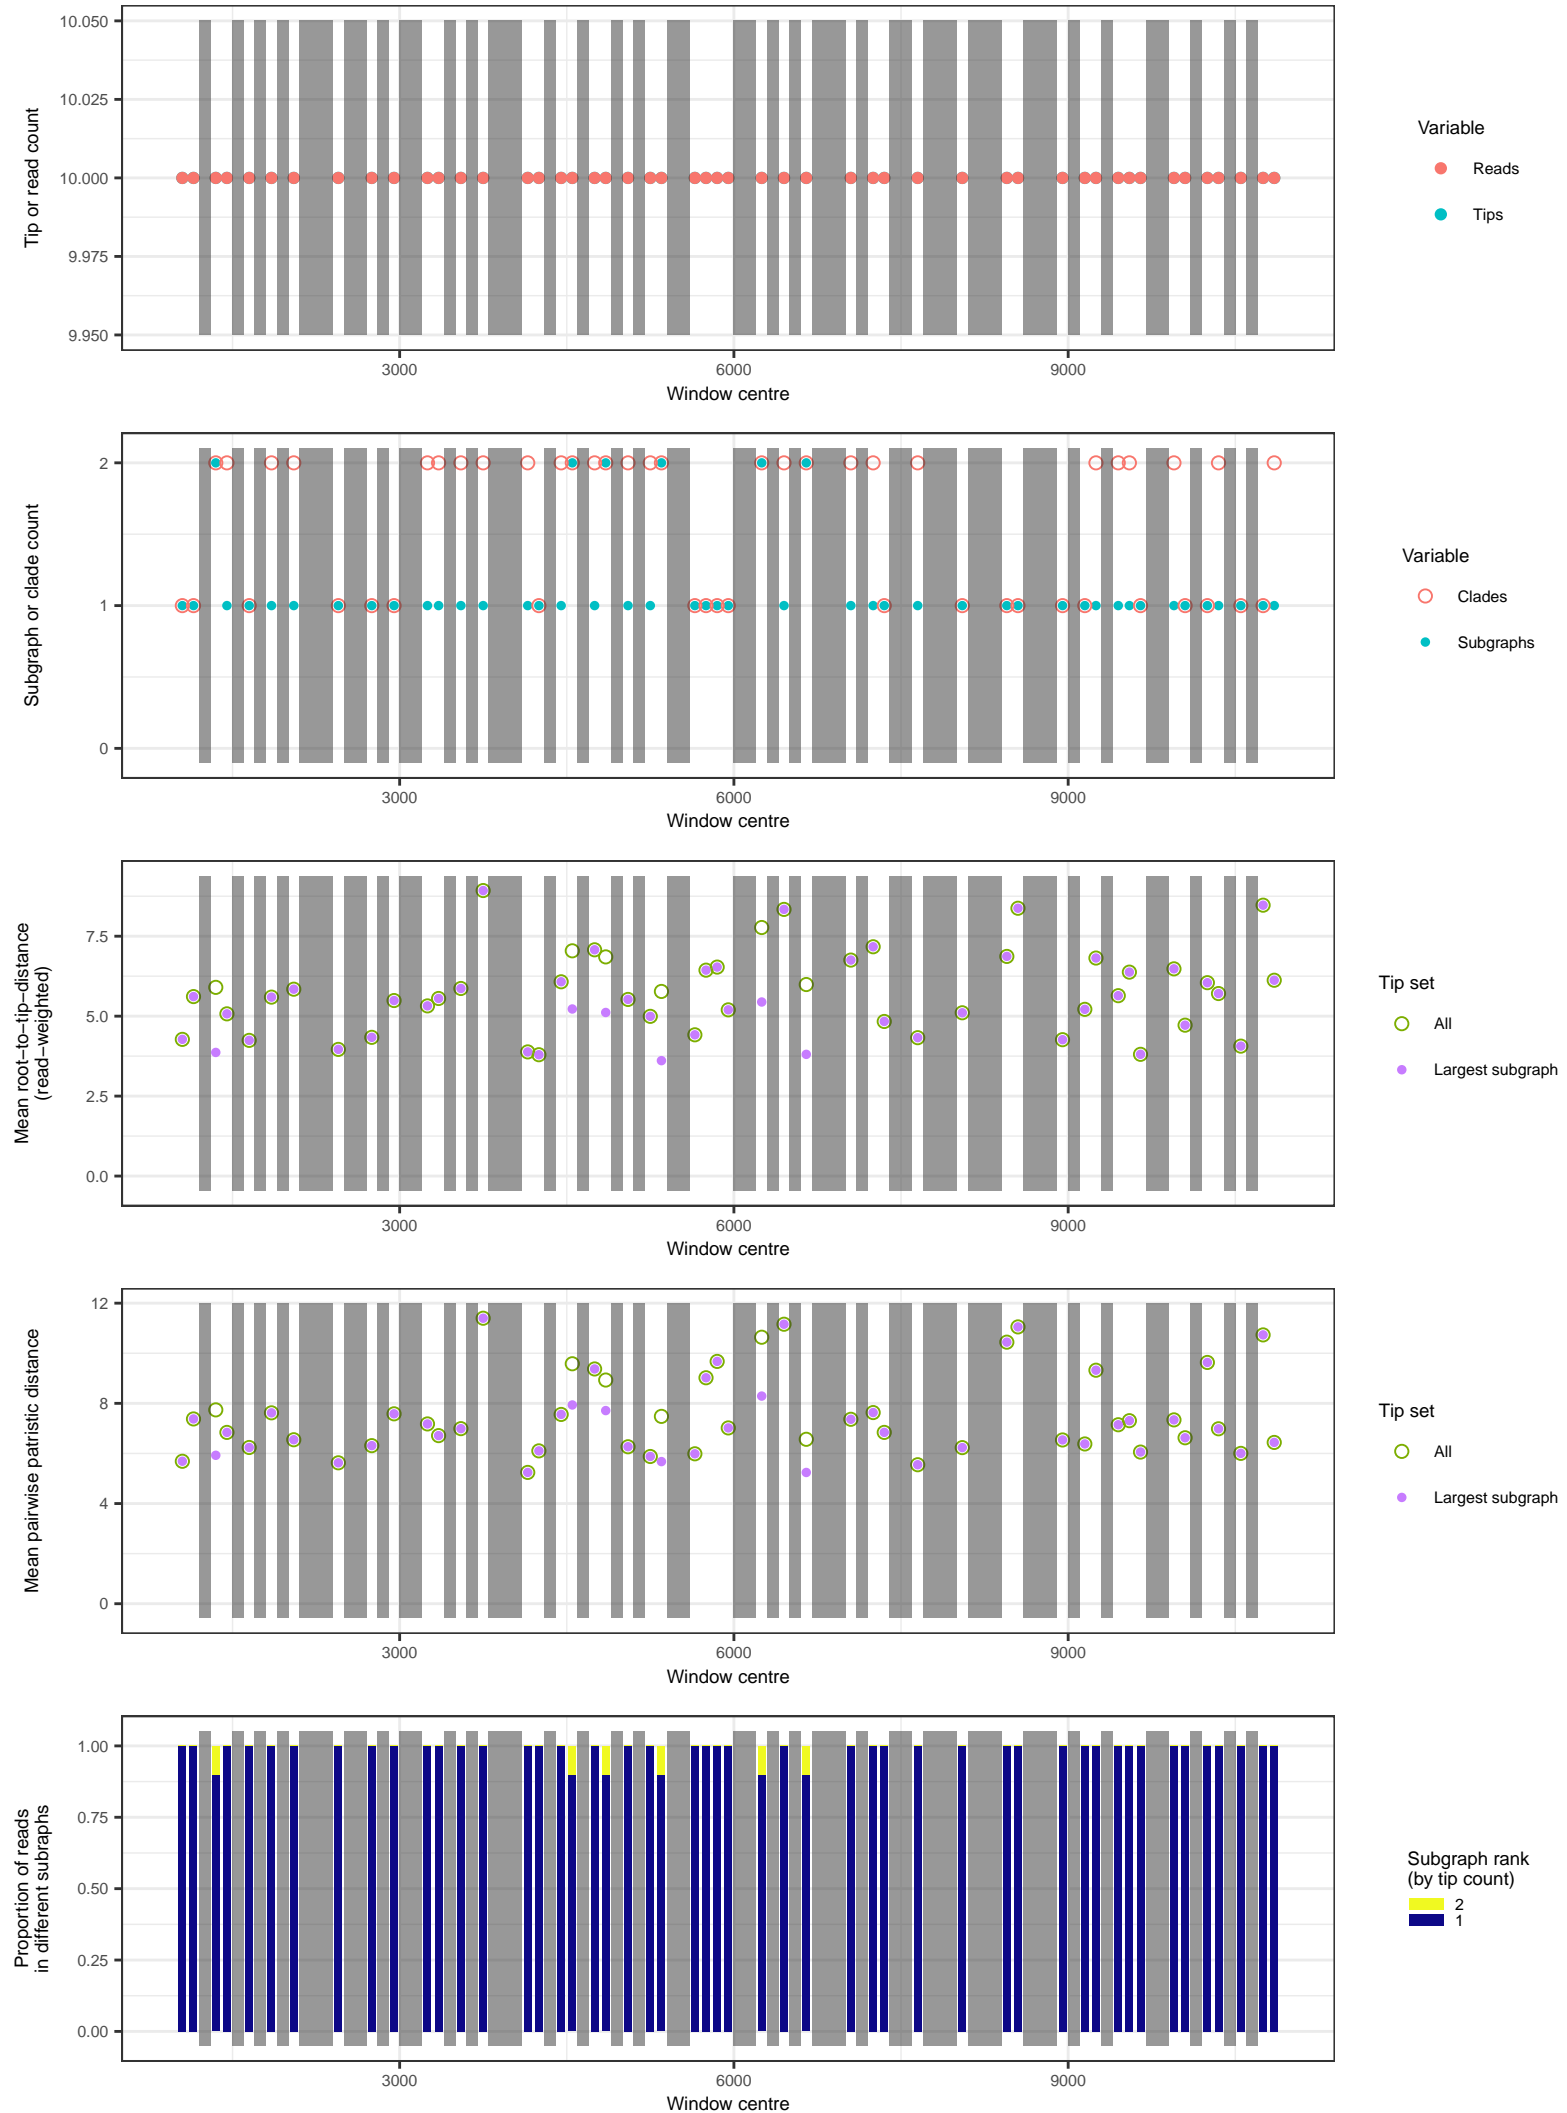 10.050
10.025
10.000
9.975
9.950
Tip or read count
3000
6000
9000
Window centre
Variable
Reads
Tips
2
1
0
Subgraph or clade count
3000
6000
9000
Window centre
Variable
Clades
Subgraphs
7.5
5.0
2.5
0.0
Mean root−to−tip−distance
(read−weighted)
3000
6000
9000
Window centre
Tip set
All
Largest subgraph
12
8
4
0
Mean pairwise patristic distance
3000
6000
9000
Window centre
Tip set
All
Largest subgraph
1.00
0.75
0.50
0.25
0.00
Proportion of reads
in different subraphs
3000
6000
9000
Window centre
Subgraph rank
(by tip count)
2
1